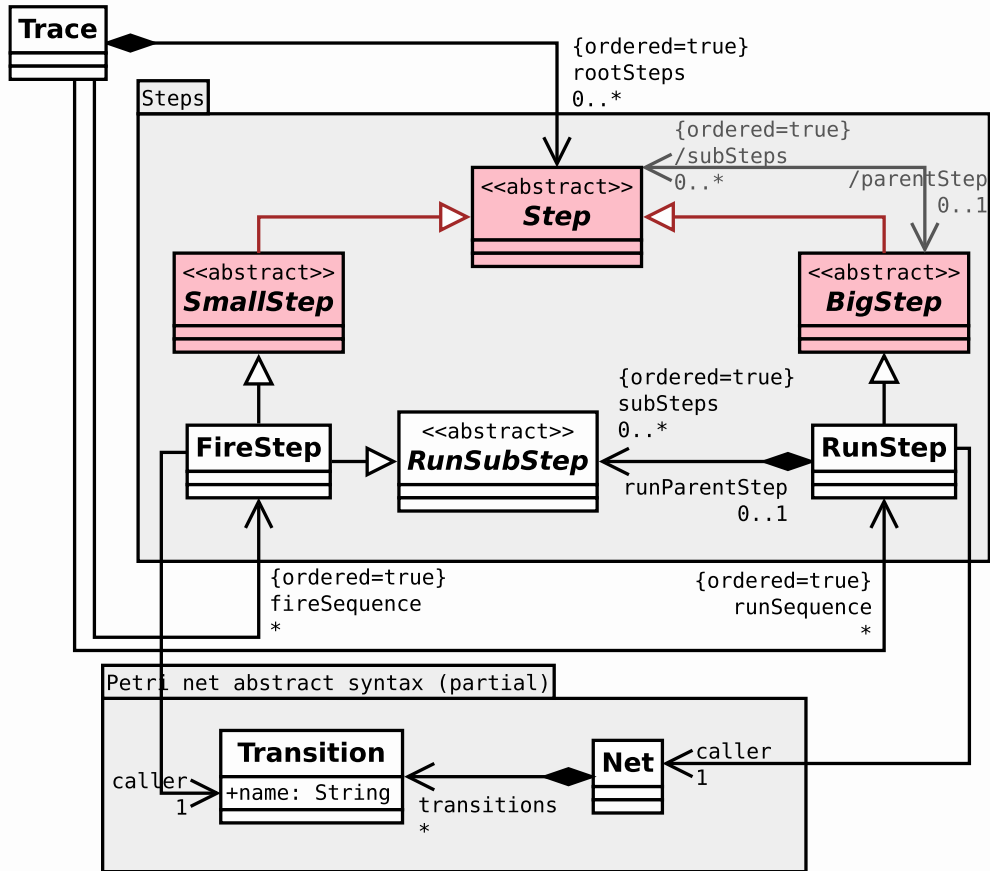 Trace
{ordered=true}
rootSteps
0..*
Steps
{ordered=true}
/subSteps
0..*
/parentStep
0..1
<<abstract>>
Step
<<abstract>>
SmallStep
<<abstract>>
BigStep
{ordered=true}
subSteps
0..*
FireStep
<<abstract>>
RunSubStep
RunStep
runParentStep
0..1
{ordered=true}
fireSequence
*
{ordered=true}
runSequence
*
Petri net abstract syntax (partial)
Transition
+name: String
Net
caller
1
caller
1
transitions
*